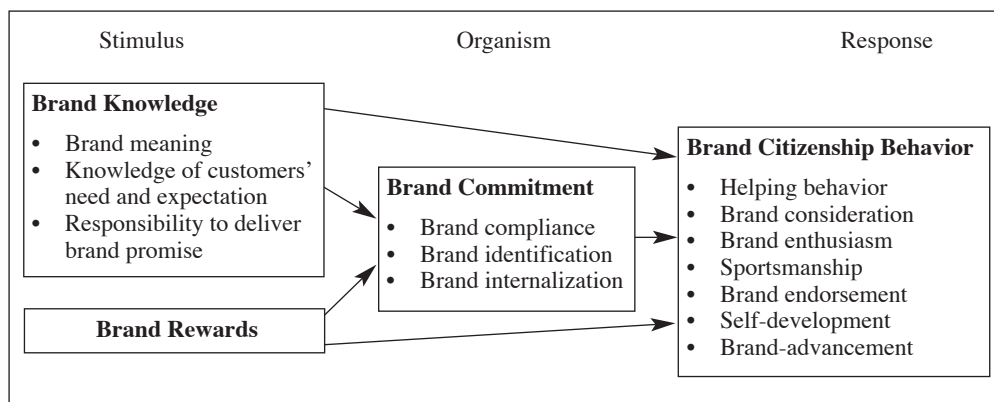 Stimulus
Organism
Response
Brand Knowledge
• Brand meaning
• Knowledge of customers’
need and expectation
• Responsibility to deliver
brand promise
Brand Rewards
Brand Commitment
• Brand compliance
• Brand identification
• Brand internalization
Brand Citizenship Behavior
• Helping behavior
• Brand consideration
• Brand enthusiasm
• Sportsmanship
• Brand endorsement
• Self-development
• Brand-advancement